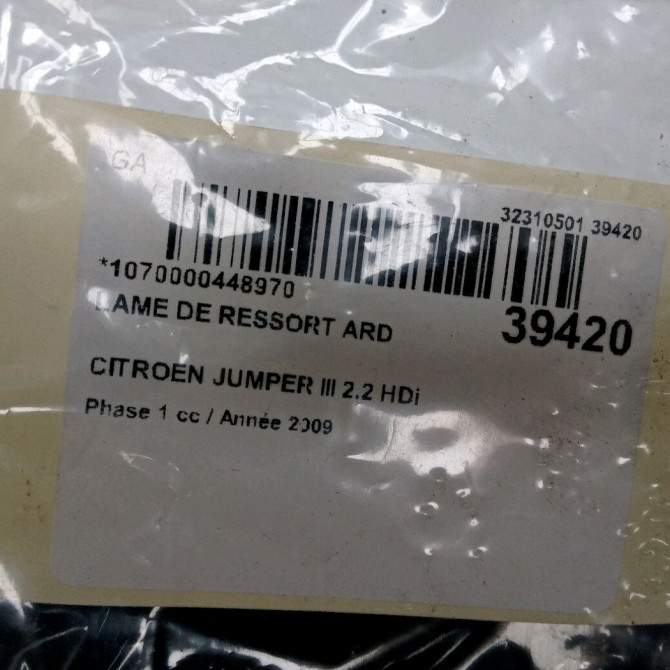 GA
32310501 39420
*1070000448970
LAME DE RESSORT ARD
39420
CITROEN JUMPER III 2.2 HDi
Phase 1 cc / Année 2009